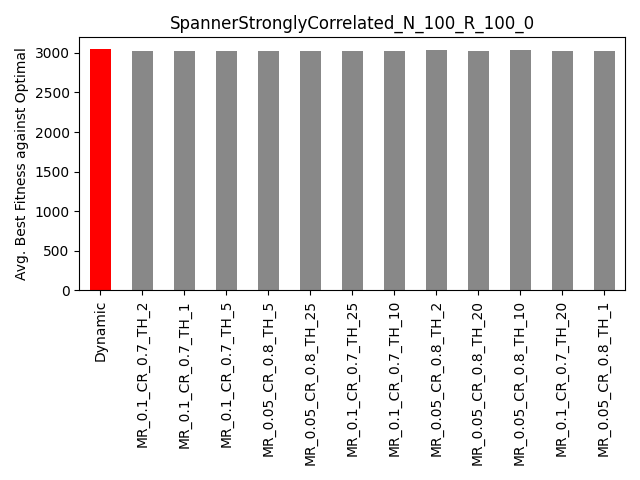 SpannerStronglyCorrelated_N_100_R_100_0
Avg. Best Fitness against Optimal
3000
2500
2000
1500
1000
500
0
Dynamic
MR_0.1_CR_0.7_TH_2
MR_0.1_CR_0.7_TH_1
MR_0.1_CR_0.7_TH_5
MR_0.05_CR_0.8_TH_5
MR_0.05_CR_0.8_TH_25
MR_0.1_CR_0.7_TH_25
MR_0.1_CR_0.7_TH_10
MR_0.05_CR_0.8_TH_2
MR_0.05_CR_0.8_TH_20
MR_0.05_CR_0.8_TH_10
MR_0.1_CR_0.7_TH_20
MR_0.05_CR_0.8_TH_1